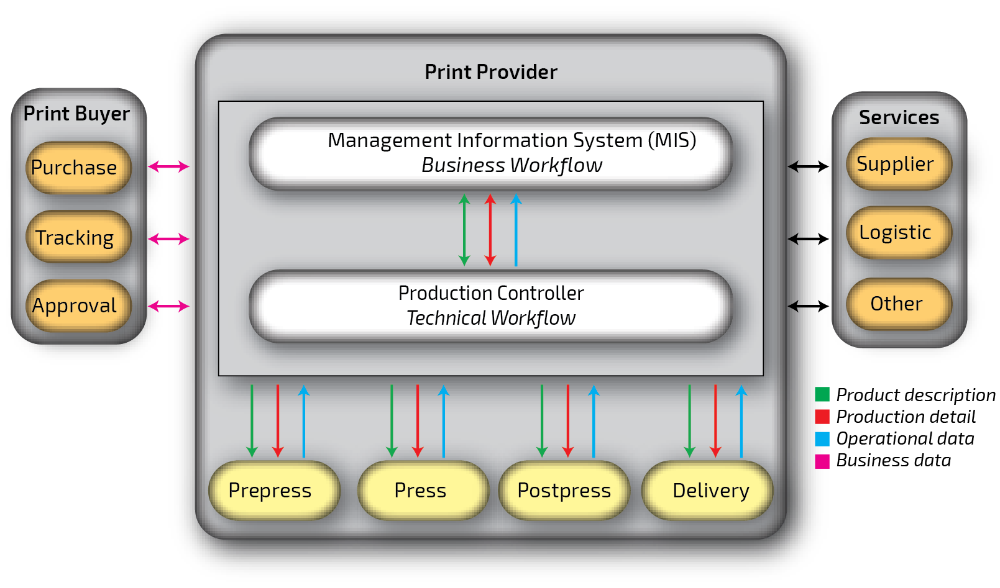 Print Provider
Print Buyer
Purchase
Tracking
Approval
Management Information System (MIS)
Business Workflow
Production Controller
Technical Workflow
Prepress
Press
Postpress
Delivery
Services
Supplier
Logistic
Other
Product description
Production detail
Operational data
Business data